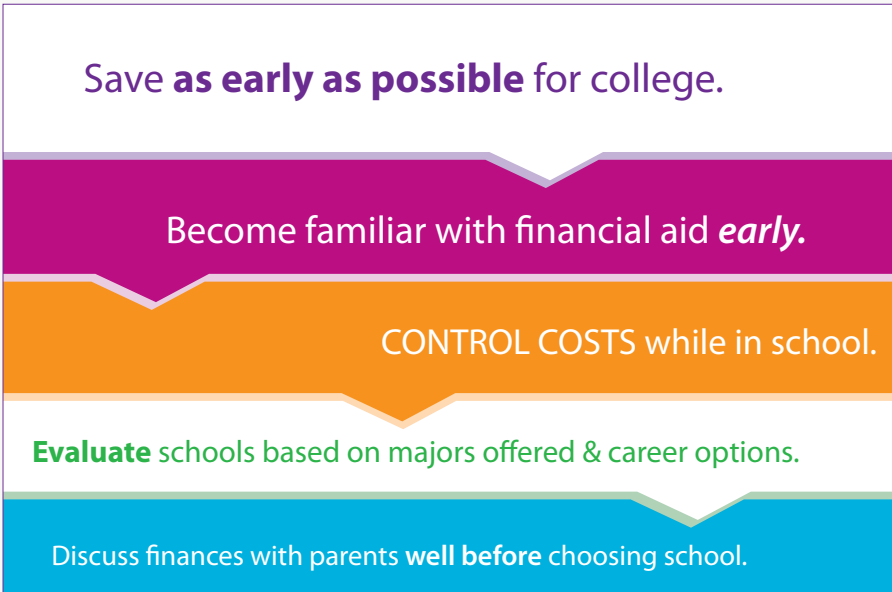 Save as early as possible for college.
Become familiar with financial aid early.
CONTROL COSTS while in school.
Evaluate schools based on majors offered & career options.
Discuss finances with parents well before choosing school.